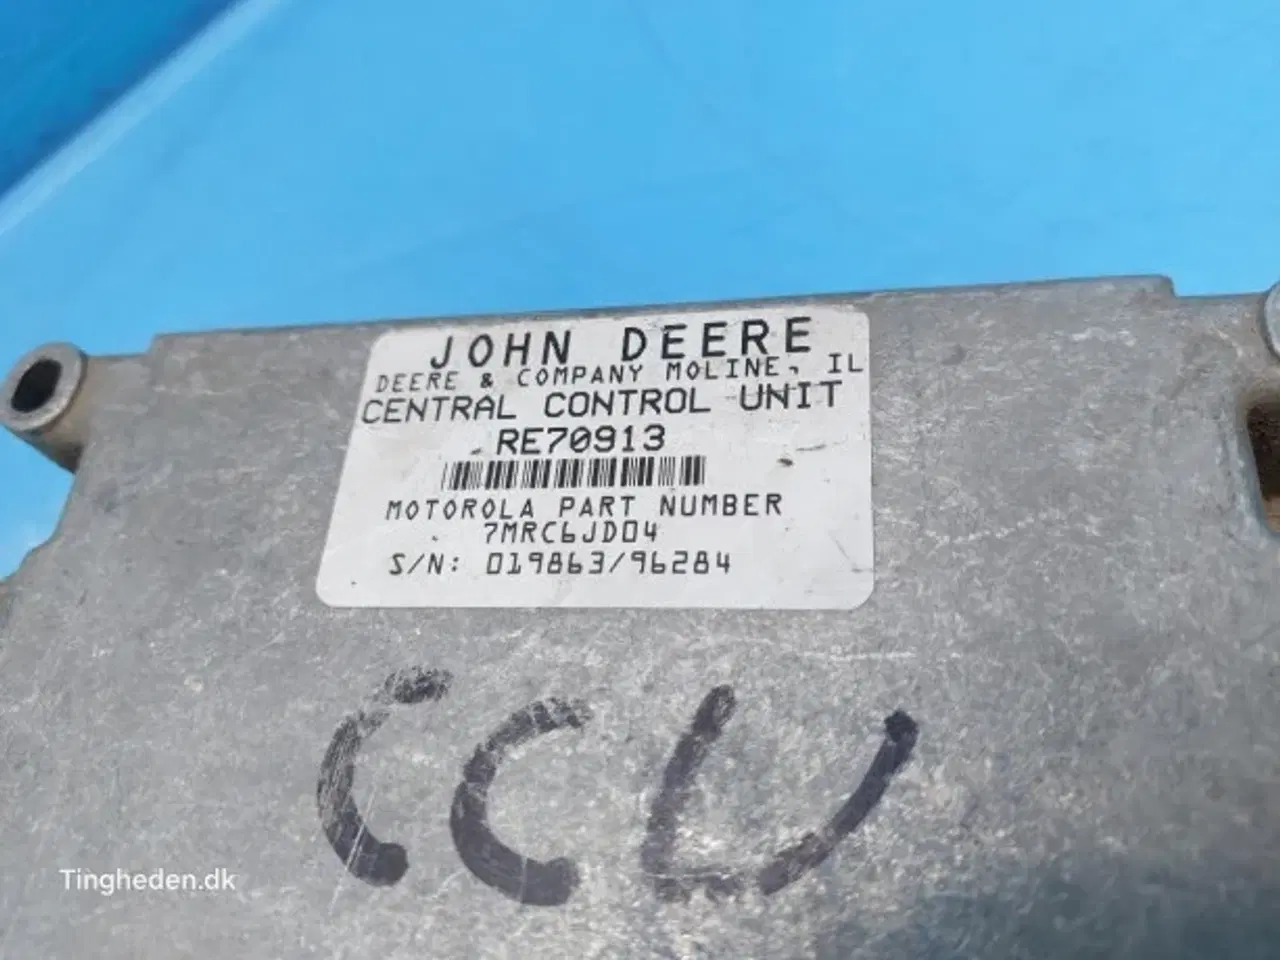 JOHN DEERE
DEERE & COMPANY MOLINE, IL
CENTRAL CONTROL UNIT
RE70913
MOTOROLA PART NUMBER
7MRC6JD04
S/N: 019863/96284
CCU
Tingheden.dk